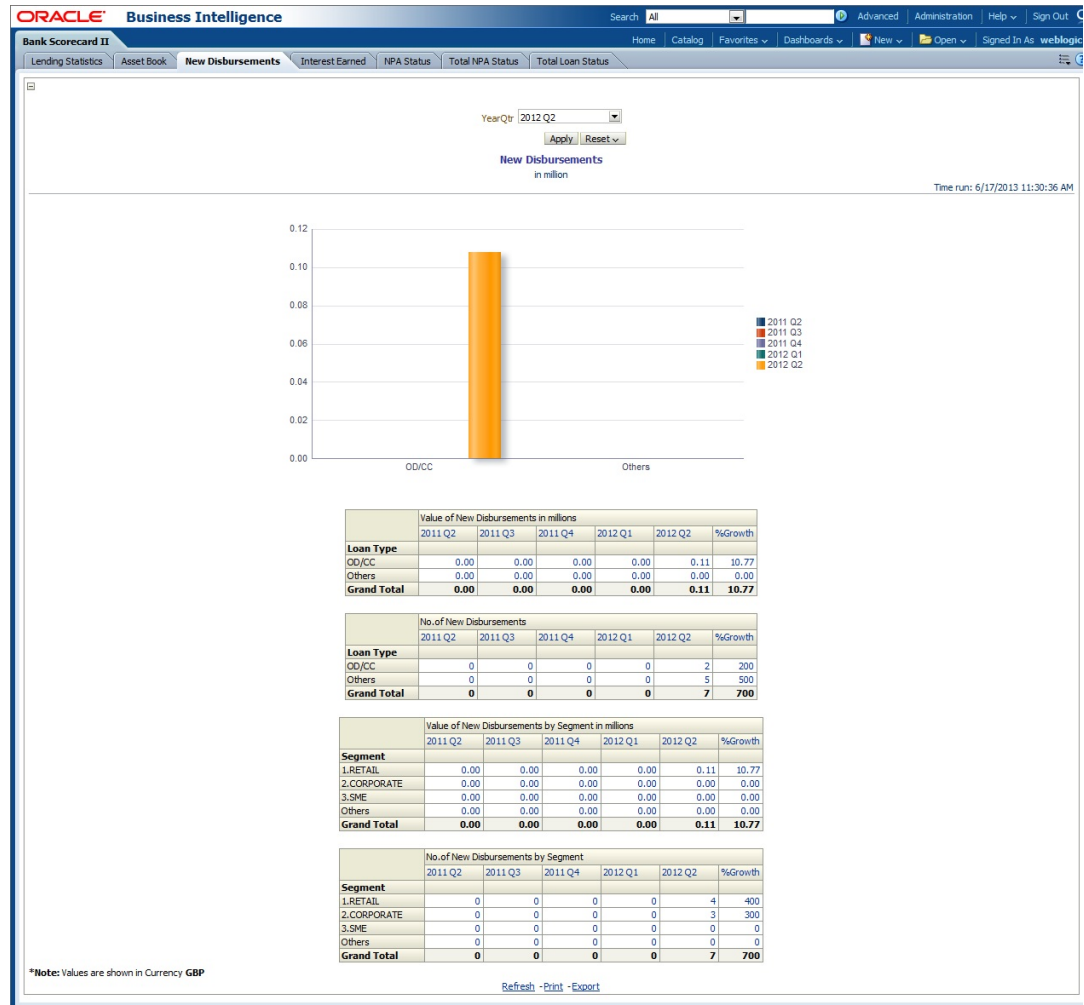 ORACLE Business Intelligence Search All Advanced Administration Help Sign Out
Bank Scorecard II Home Catalog Favorites Dashboards New Open Signed In As weblogic
Lending Statistics Asset Book New Disbursements Interest Earned NPA Status Total NPA Status Total Loan Status
YearQtr 2012 Q2
Apply Reset
New Disbursements
in million
Time run: 6/17/2013 11:30:36 AM
0.12
0.10
0.08
0.06
0.04
0.02
0.00
OD/CC Others
2011 Q2
2011 Q3
2011 Q4
2012 Q1
2012 Q2
Value of New Disbursements in millions
2011 Q2 2011 Q3 2011 Q4 2012 Q1 2012 Q2 %Growth
Loan Type
OD/CC 0.00 0.00 0.00 0.00 0.11 10.77
Others 0.00 0.00 0.00 0.00 0.00 0.00
Grand Total 0.00 0.00 0.00 0.00 0.11 10.77
No.of New Disbursements
2011 Q2 2011 Q3 2011 Q4 2012 Q1 2012 Q2 %Growth
Loan Type
OD/CC 0 0 0 0 2 200
Others 0 0 0 0 5 500
Grand Total 0 0 0 0 7 700
Value of New Disbursements by Segment in millions
2011 Q2 2011 Q3 2011 Q4 2012 Q1 2012 Q2 %Growth
Segment
1.RETAIL 0.00 0.00 0.00 0.00 0.11 10.77
2.CORPORATE 0.00 0.00 0.00 0.00 0.00 0.00
3.SME 0.00 0.00 0.00 0.00 0.00 0.00
Others 0.00 0.00 0.00 0.00 0.00 0.00
Grand Total 0.00 0.00 0.00 0.00 0.11 10.77
No.of New Disbursements by Segment
2011 Q2 2011 Q3 2011 Q4 2012 Q1 2012 Q2 %Growth
Segment
1.RETAIL 0 0 0 0 4 400
2.CORPORATE 0 0 0 0 3 300
3.SME 0 0 0 0 0 0
Others 0 0 0 0 0 0
Grand Total 0 0 0 0 7 700
*Note: Values are shown in Currency GBP
Refresh - Print - Export